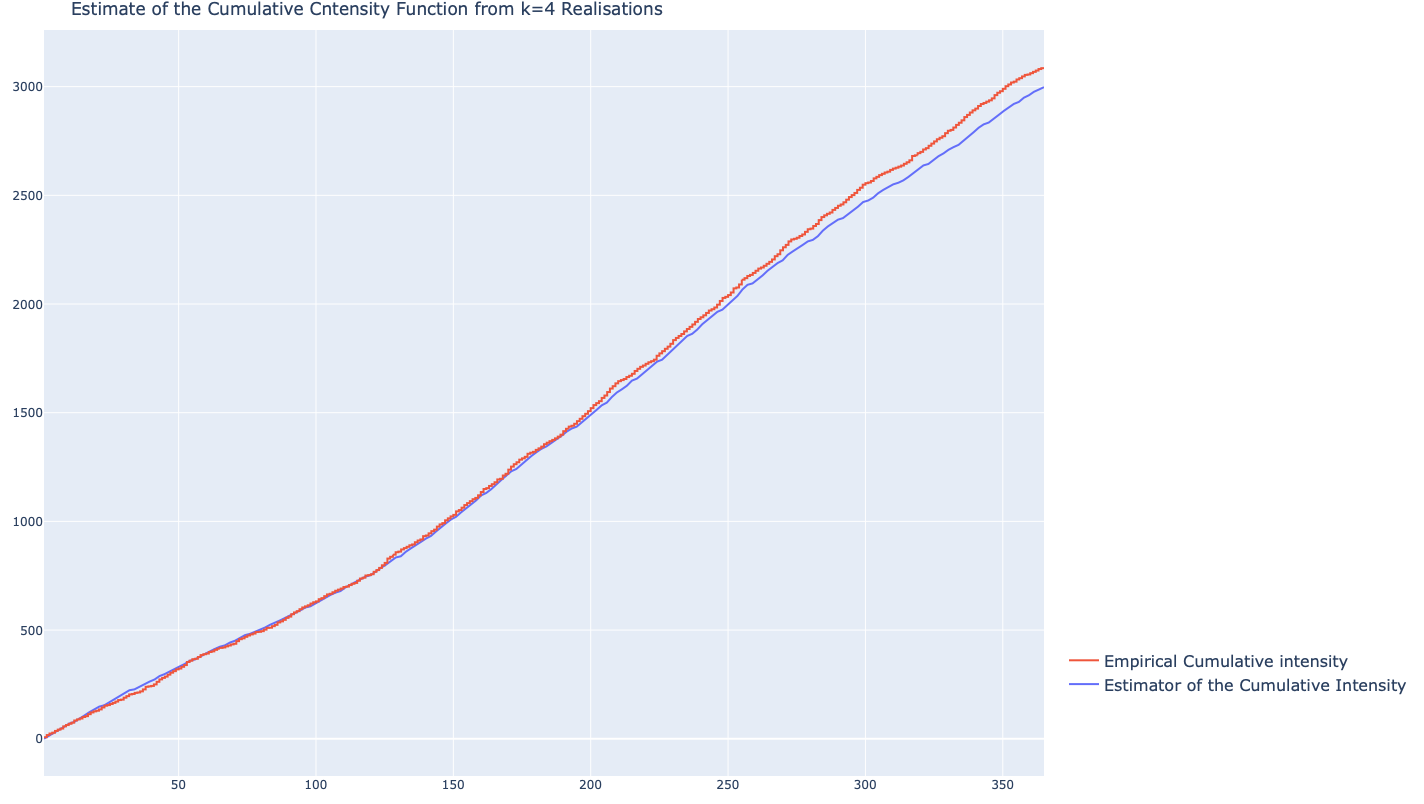 Estimate of the Cumulative Cntensity Function from k=4 Realisations
3000
2500
2000
1500
1000
500
0
50 100 150 200 250 300 350
Empirical Cumulative intensity
Estimator of the Cumulative Intensity